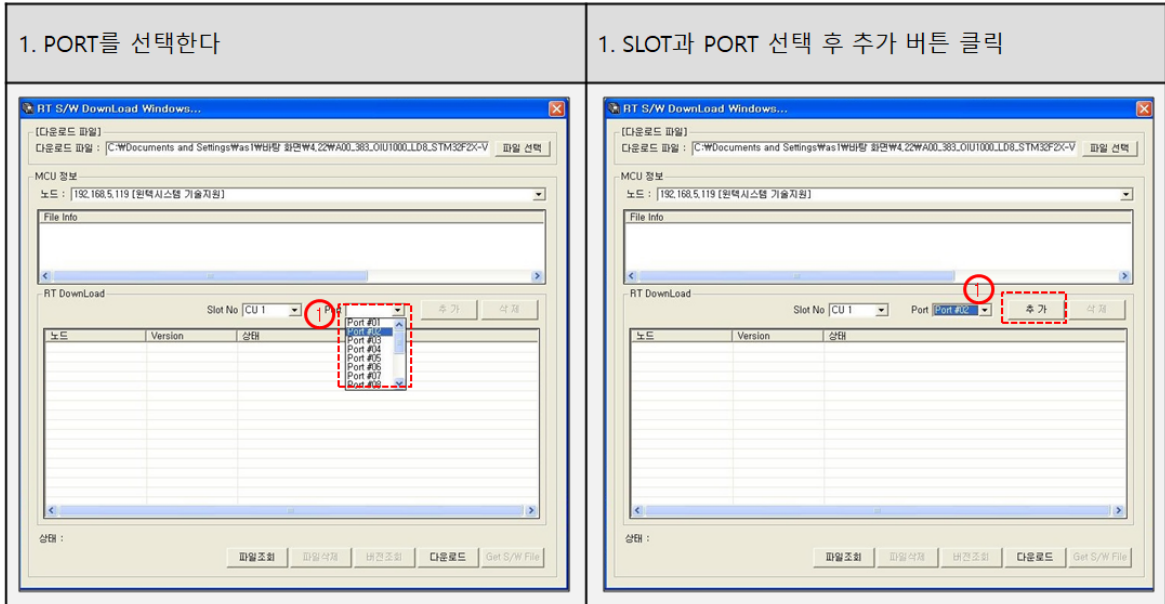 1. PORT를 선택한다
1. SLOT과 PORT 선택 후 추가 버튼 클릭
RT S/W DownLoad Windows...
[다운로드 파일]
다운로드 파일 : C:₩Documents and Settings₩as1₩바탕 화면₩4,22₩A00_383_OIU1000_LD8_STM32F2X-V 파일 선택
MCU 정보
노드 : 192,168,5,119 [윈텍시스템 기술지원]
File Info
RT DownLoad
Slot No CU 1 1 추 가 삭 제
Port #01
Port #02
Port #03
Port #04
Port #05
Port #06
Port #07
Port #08
노드 Version 상태
상태 :
파일조회 파일삭제 버전조회 다운로드 Get S/W File
RT S/W DownLoad Windows...
[다운로드 파일]
다운로드 파일 : C:₩Documents and Settings₩as1₩바탕 화면₩4,22₩A00_383_OIU1000_LD8_STM32F2X-V 파일 선택
MCU 정보
노드 : 192,168,5,119 [윈텍시스템 기술지원]
File Info
RT DownLoad
1
Slot No CU 1 Port Port #02 추 가 삭 제
노드 Version 상태
상태 :
파일조회 파일삭제 버전조회 다운로드 Get S/W File